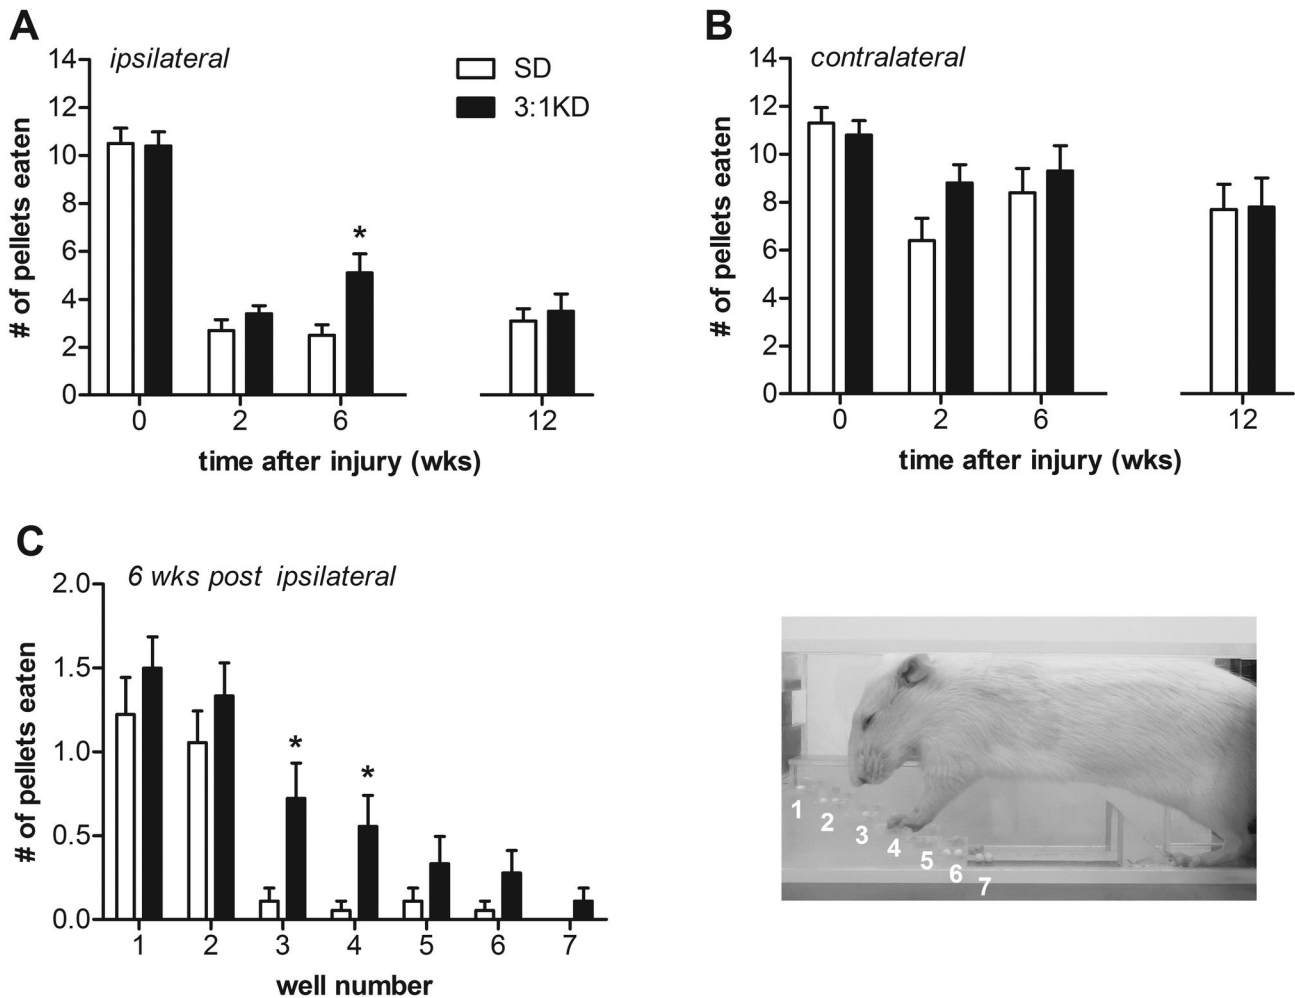 A
ipsilateral
SD
3:1KD
14
12
10
8
6
4
2
0
# of pellets eaten
*
0 2 6 12
time after injury (wks)
B
contralateral
14
12
10
8
6
4
2
0
# of pellets eaten
0 2 6 12
time after injury (wks)
C
6 wks post ipsilateral
2.0
1.5
1.0
0.5
0.0
# of pellets eaten
*
*
1 2 3 4 5 6 7
well number
1
2
3
4
5
6
7